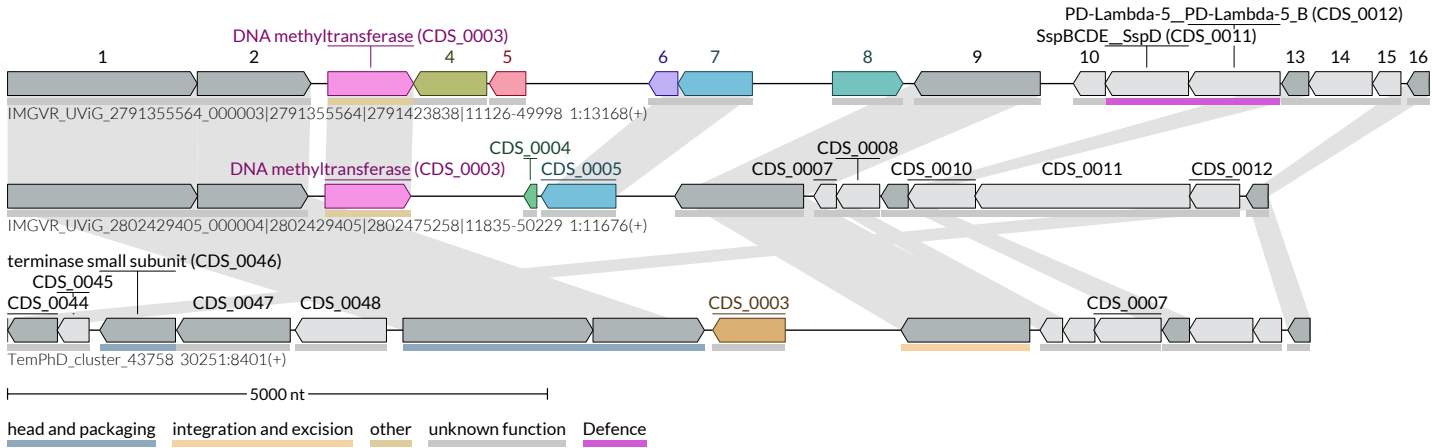 PD-Lambda-5__PD-Lambda-5_B (CDS_0012)
DNA methyltransferase (CDS_0003) SspBCDE__SspD (CDS_0011)
1 2 4 5 6 7 8 9 10 13 14 15 16
IMGVR_UViG_2791355564_000003|2791355564|2791423838|11126-49998 1:13168(+)
CDS_0004 CDS_0008
DNA methyltransferase (CDS_0003) CDS_0005 CDS_0007 CDS_0010 CDS_0011 CDS_0012
IMGVR_UViG_2802429405_000004|2802429405|2802475258|11835-50229 1:11676(+)
terminase small subunit (CDS_0046)
CDS_0045
CDS_0044 CDS_0047 CDS_0048 CDS_0003 CDS_0007
TemPhD_cluster_43758 30251:8401(+)
5000 nt
head and packaging integration and excision other unknown function Defence